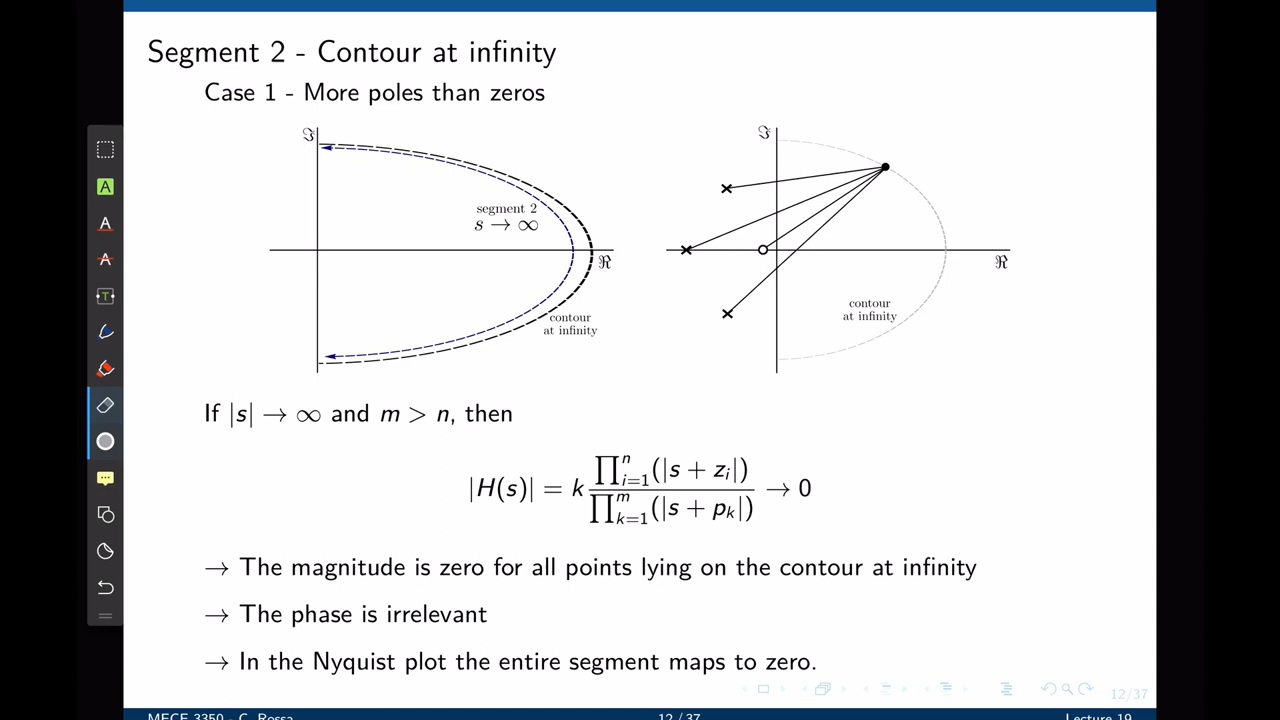 Segment 2 - Contour at infinity
Case 1 - More poles than zeros
ℑ
segment 2
s → ∞
ℜ
contour
at infinity
ℑ
ℜ
contour
at infinity
If |s| → ∞ and m > n, then
|H(s)| = k ∏ⁿᵢ₌₁(|s + zᵢ|) / ∏ᵐₖ₌₁(|s + pₖ|) → 0
→ The magnitude is zero for all points lying on the contour at infinity
→ The phase is irrelevant
→ In the Nyquist plot the entire segment maps to zero.
12/37
MECE 3350 - C. Rossa 12 / 37 Lecture 19
A
A
A
T